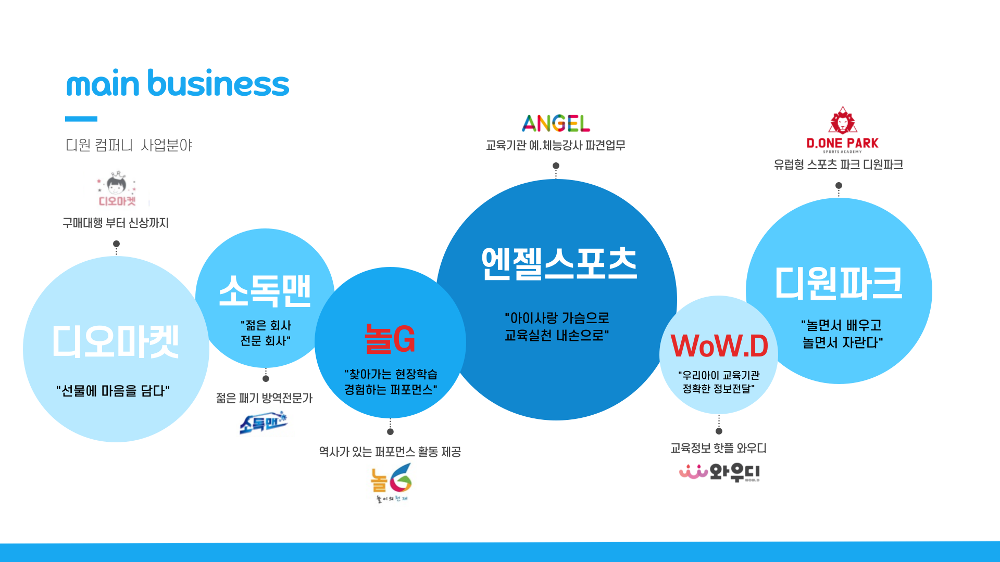 main business
디원 컴퍼니 사업분야
디오마켓
구매대행 부터 신상까지
디오마켓
"선물에 마음을 담다"
소독맨
"젊은 회사
전문 회사"
젊은 패기 방역전문가
소독맨
놀G
"찾아가는 현장학습
경험하는 퍼포먼스"
역사가 있는 퍼포먼스 활동 제공
놀G
놀이의천재
ANGEL
교육기관 예.체능강사 파견업무
엔젤스포츠
"아이사랑 가슴으로
교육실천 내손으로"
WoW.D
"우리아이 교육기관
정확한 정보전달"
교육정보 핫플 와우디
와우디
WOW.D
D.ONE PARK
SPORTS ACADEMY
유럽형 스포츠 파크 디원파크
디원파크
"놀면서 배우고
놀면서 자란다"